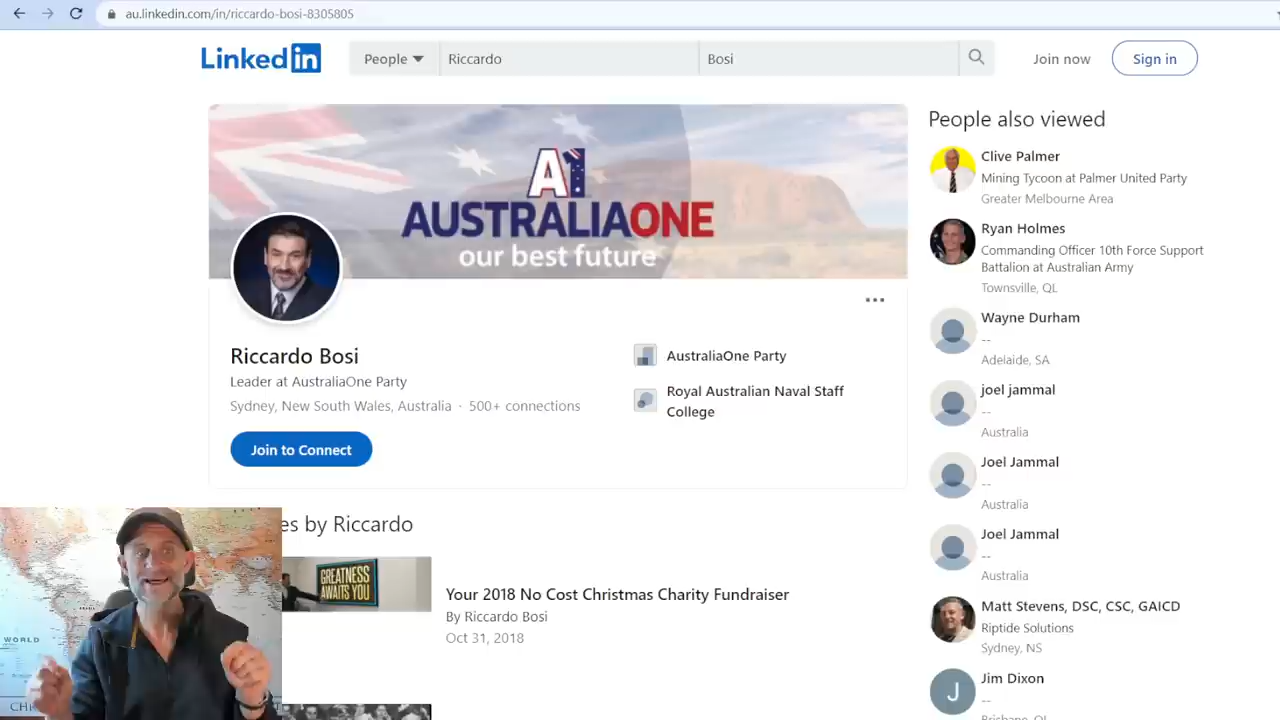 au.linkedin.com/in/riccardo-bosi-8305805
Linked in
People
Riccardo
Bosi
Join now
Sign in
A1
AUSTRALIAONE
our best future
Riccardo Bosi
Leader at AustraliaOne Party
Sydney, New South Wales, Australia · 500+ connections
Join to Connect
AustraliaOne Party
Royal Australian Naval Staff
College
es by Riccardo
GREATNESS
AWAITS YOU
Your 2018 No Cost Christmas Charity Fundraiser
By Riccardo Bosi
Oct 31, 2018
People also viewed
Clive Palmer
Mining Tycoon at Palmer United Party
Greater Melbourne Area
Ryan Holmes
Commanding Officer 10th Force Support
Battalion at Australian Army
Townsville, QL
Wayne Durham
--
Adelaide, SA
joel jammal
--
Australia
Joel Jammal
--
Australia
Joel Jammal
--
Australia
Matt Stevens, DSC, CSC, GAICD
Riptide Solutions
Sydney, NS
J
Jim Dixon
--
Brisbane, QL
WORLD